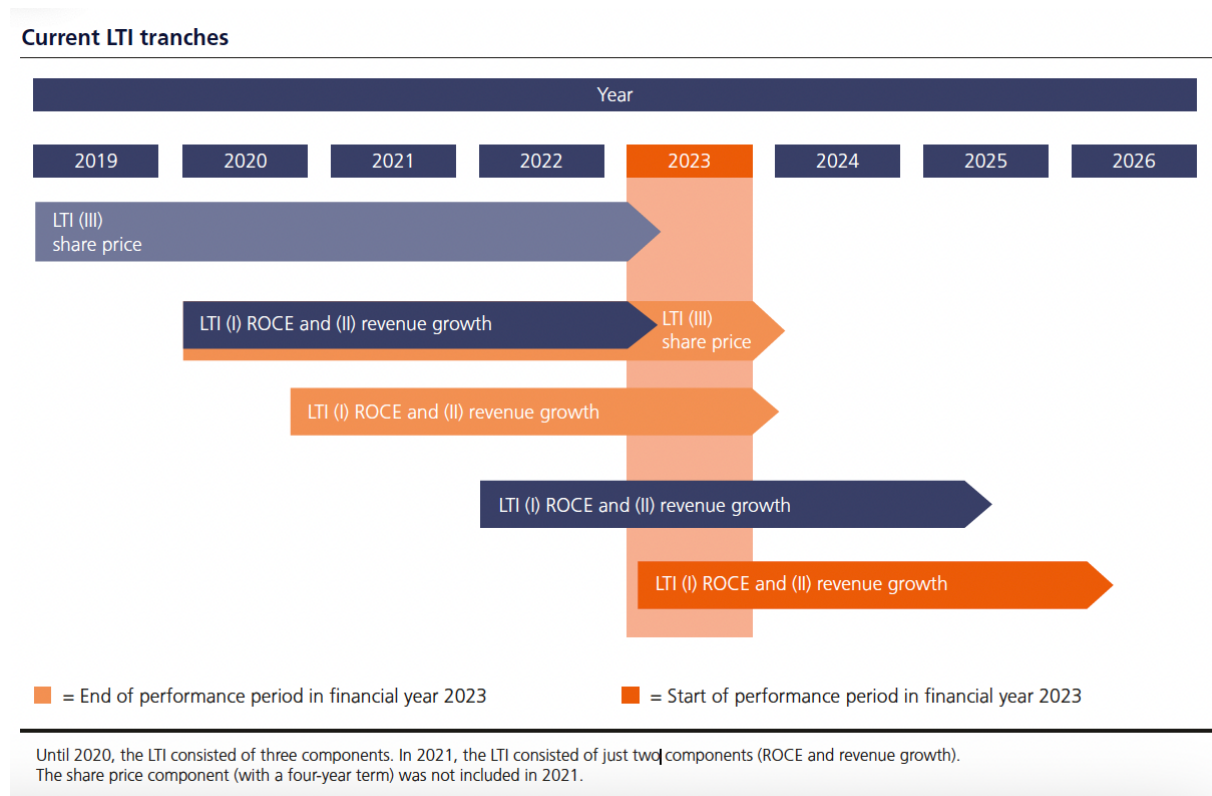 Current LTI tranches
Year
2019 2020 2021 2022 2023 2024 2025 2026
LTI (III)
share price
LTI (I) ROCE and (II) revenue growth
LTI (III)
share price
LTI (I) ROCE and (II) revenue growth
LTI (I) ROCE and (II) revenue growth
LTI (I) ROCE and (II) revenue growth
= End of performance period in financial year 2023
= Start of performance period in financial year 2023
Until 2020, the LTI consisted of three components. In 2021, the LTI consisted of just two components (ROCE and revenue growth).
The share price component (with a four-year term) was not included in 2021.